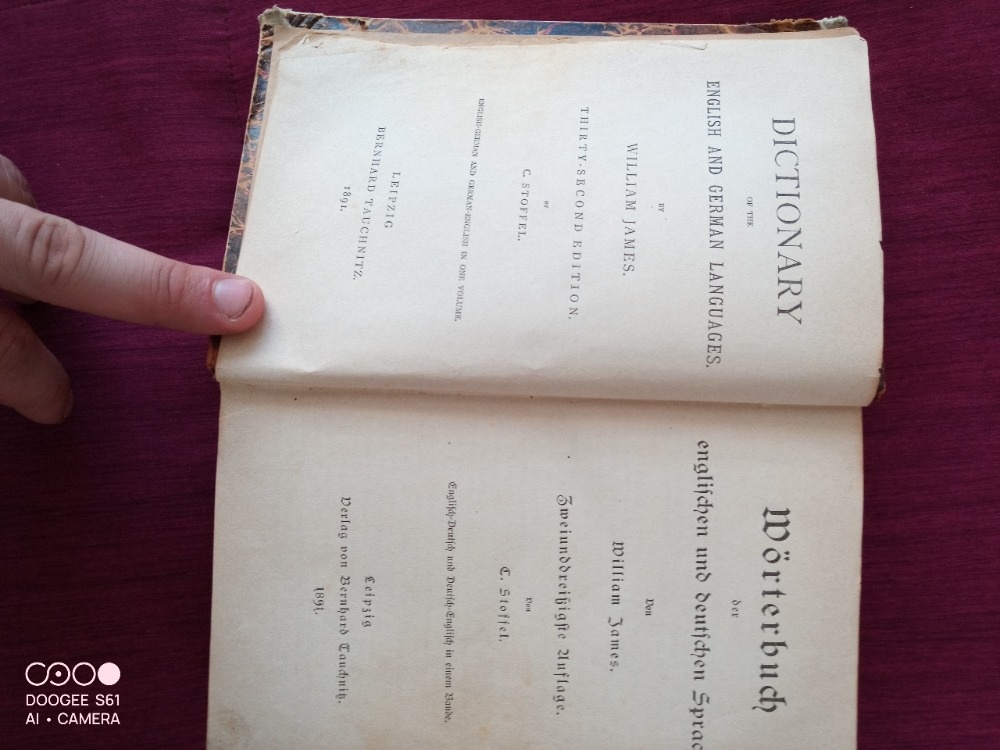 DICTIONARY
OF THE
ENGLISH AND GERMAN LANGUAGES.
BY
WILLIAM JAMES.
THIRTY-SECOND EDITION.
BY
C. STOFFEL.
ENGLISH-GERMAN AND GERMAN-ENGLISH IN ONE VOLUME.
LEIPZIG
BERNHARD TAUCHNITZ.
1891.
Wörterbuch
der
engliſchen und deutſchen Sprac
Von
William James.
Zweiunddreißigſte Auflage.
Von
C. Stoffel.
Engliſch-Deutſch und Deutſch-Engliſch in einem Bande.
Leipzig
Verlag von Bernhard Tauchnitz.
1891.
DOOGEE S61
AI • CAMERA